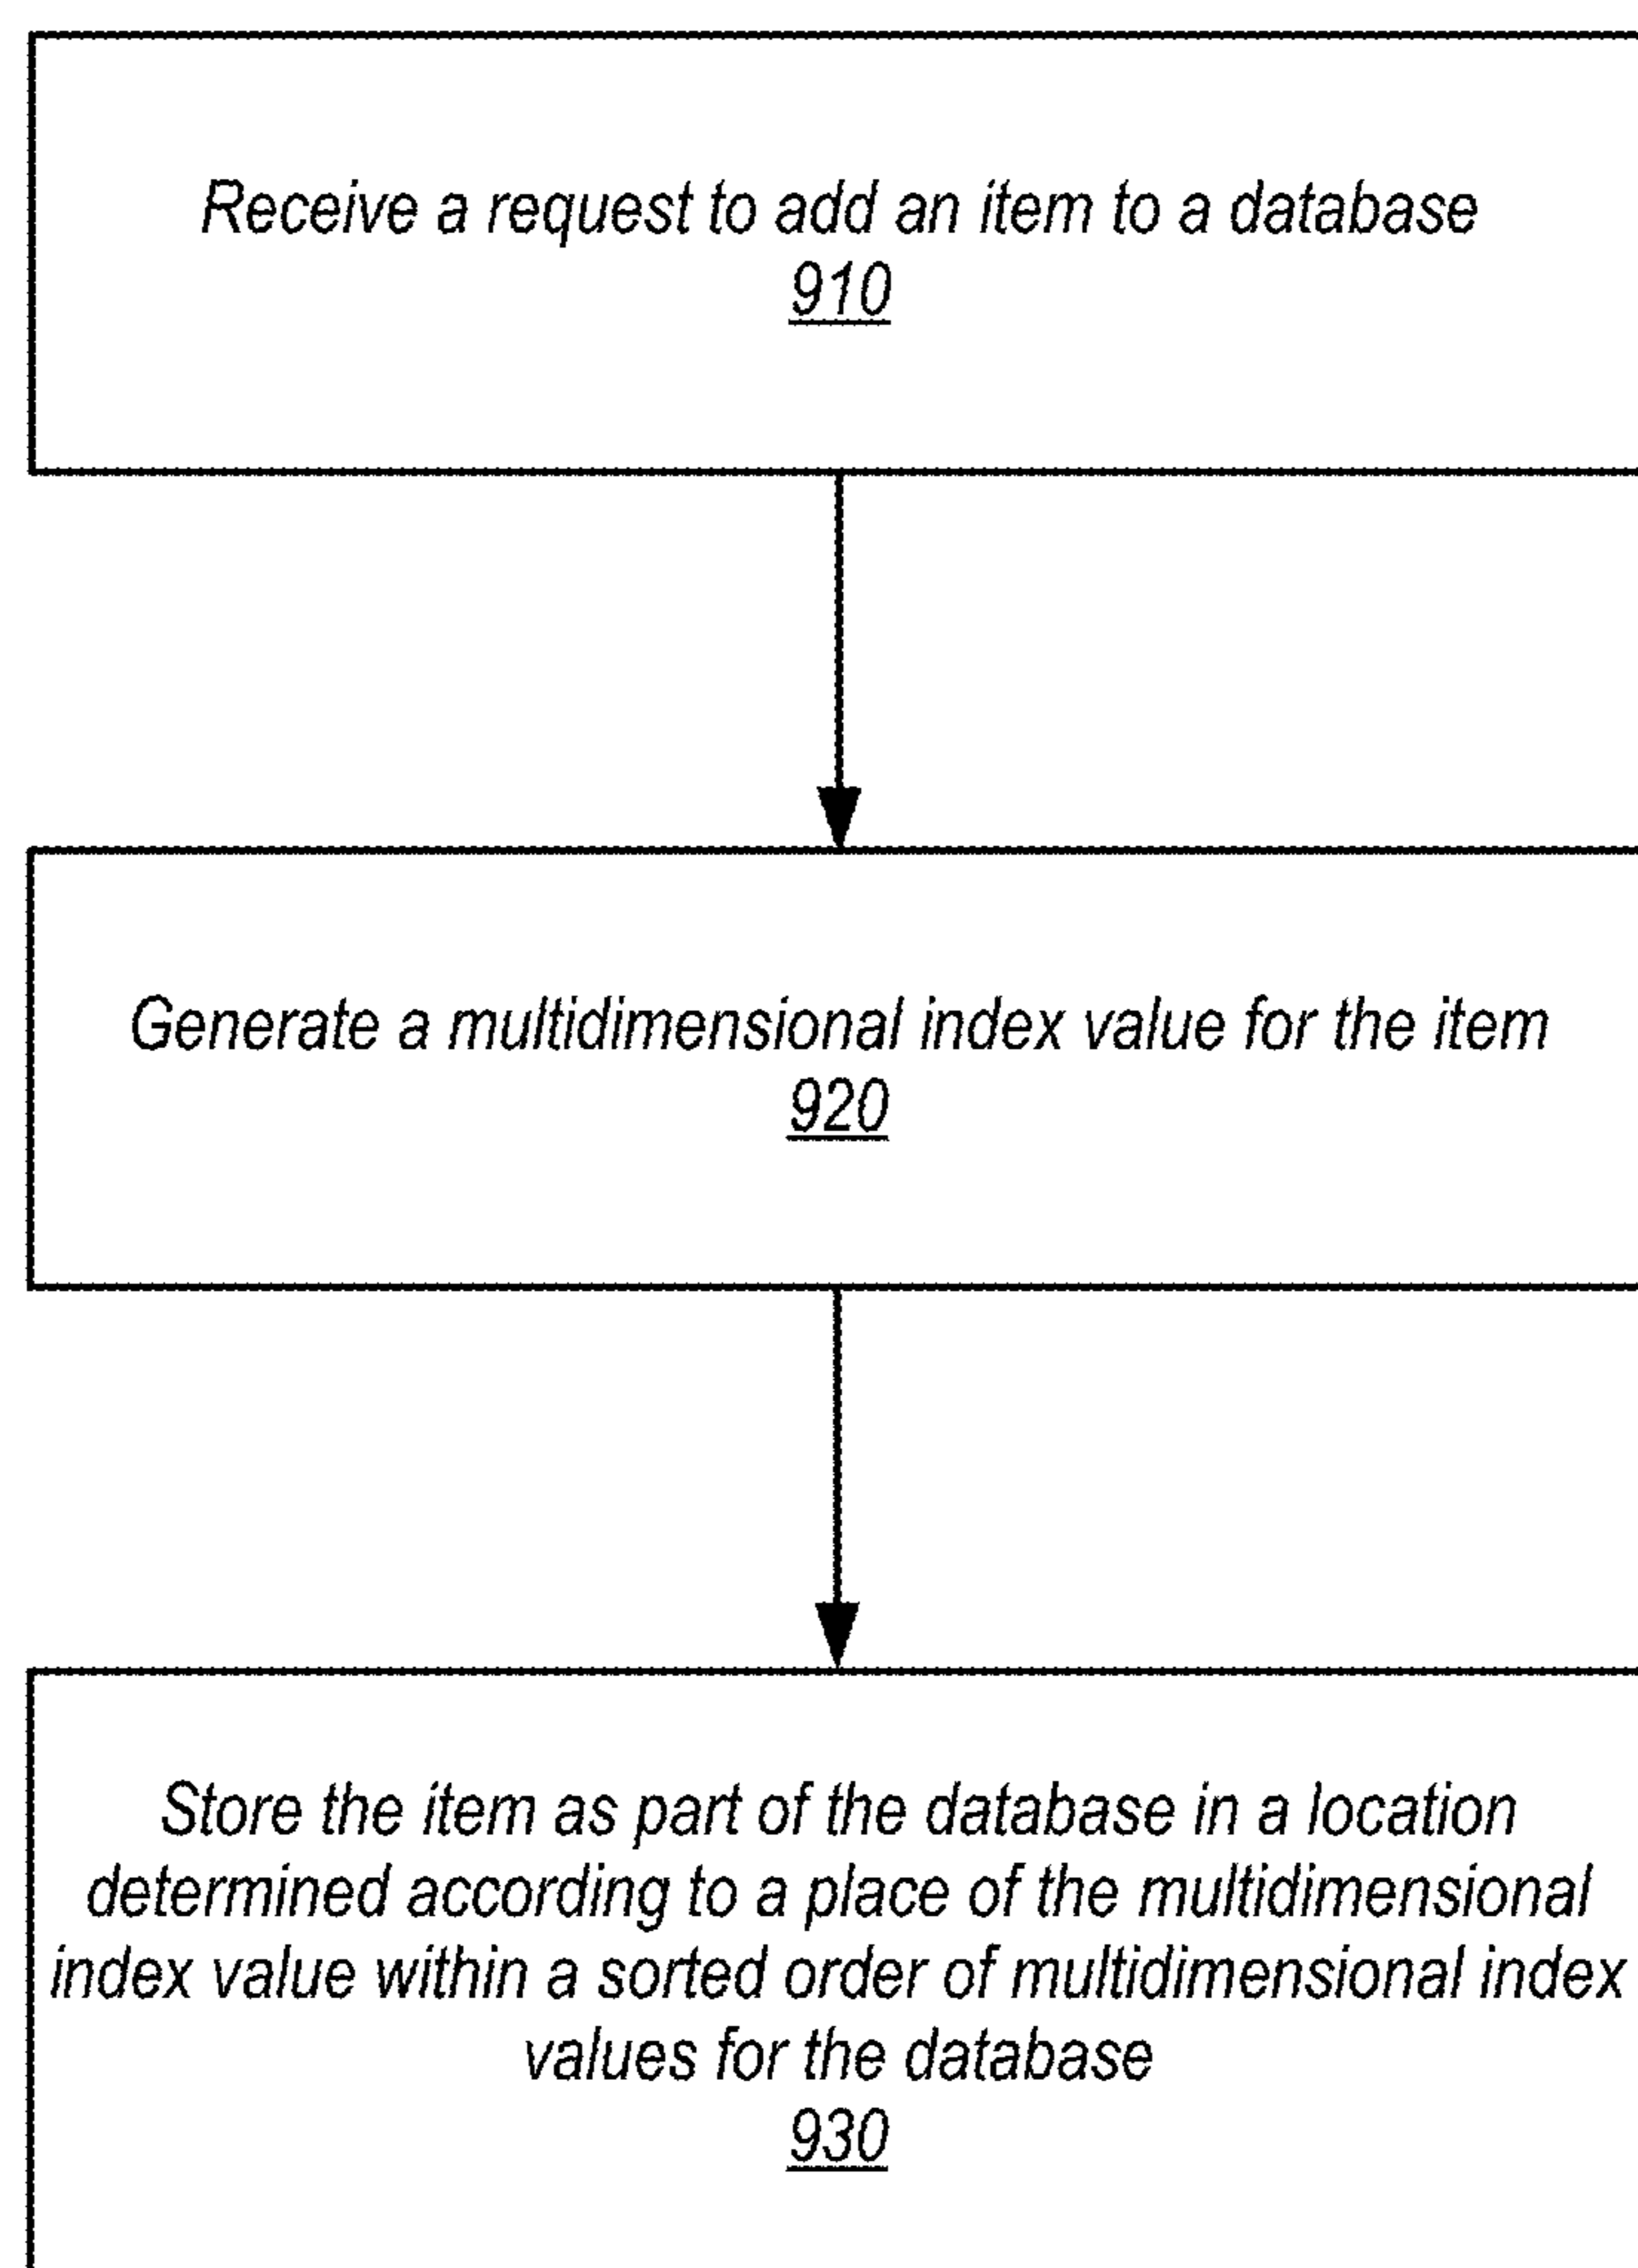 Receive a request to add an item to a database
910
Generate a multidimensional index value for the item
920
Store the item as part of the database in a location
determined according to a place of the multidimensional
index value within a sorted order of multidimensional index
values for the database
930